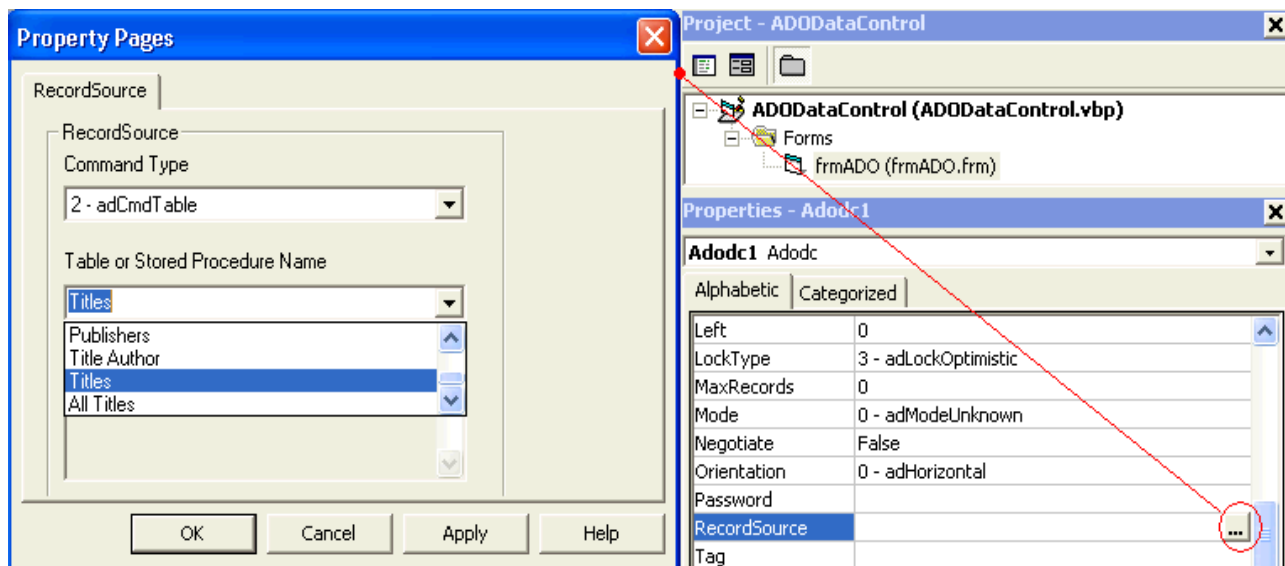 Property Pages
RecordSource
RecordSource
Command Type
2 - adCmdTable
Table or Stored Procedure Name
Titles
Publishers
Title Author
Titles
All Titles
OK Cancel Apply Help
Project - ADODataControl
ADODataControl (ADODataControl.vbp)
Forms
frmADO (frmADO.frm)
Properties - Adodc1
Adodc1 Adodc
Alphabetic Categorized
Left 0
LockType 3 - adLockOptimistic
MaxRecords 0
Mode 0 - adModeUnknown
Negotiate False
Orientation 0 - adHorizontal
Password
RecordSource ...
Tag